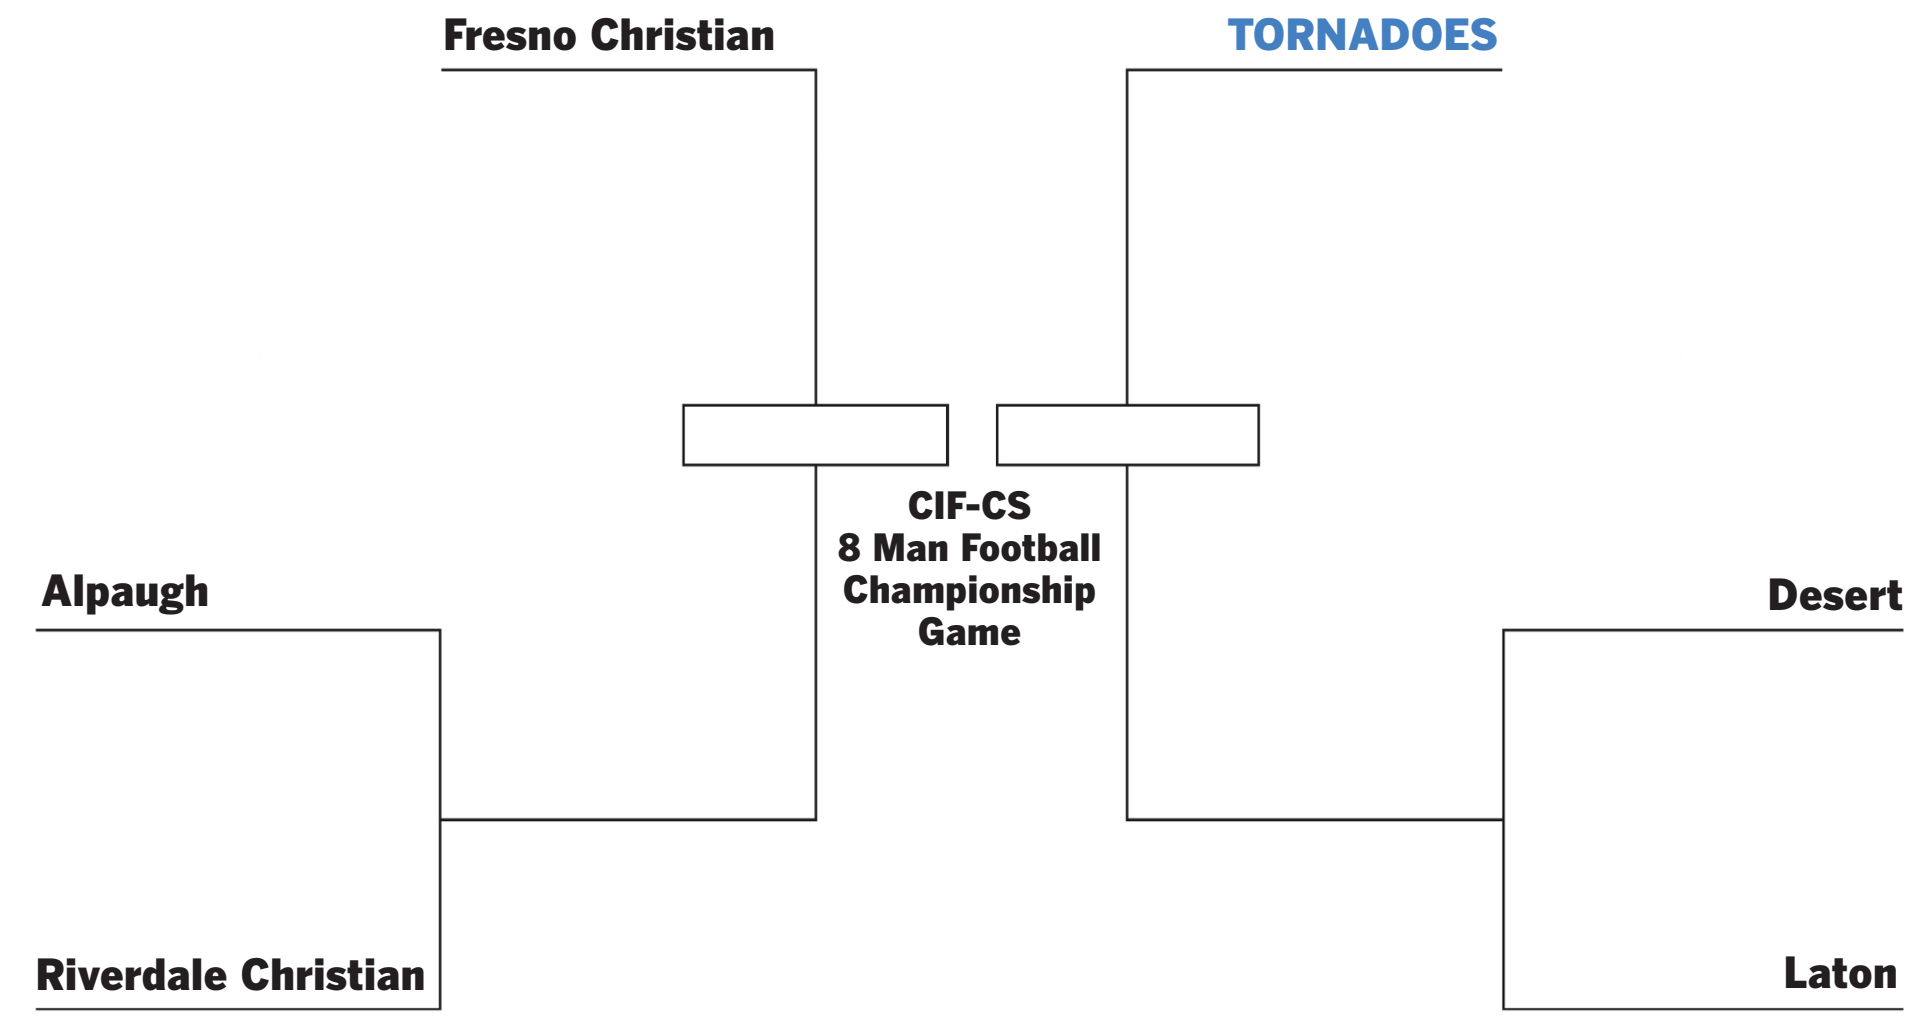 Fresno Christian
TORNADOES
CIF-CS
8 Man Football
Championship
Game
Alpaugh
Desert
Riverdale Christian
Laton